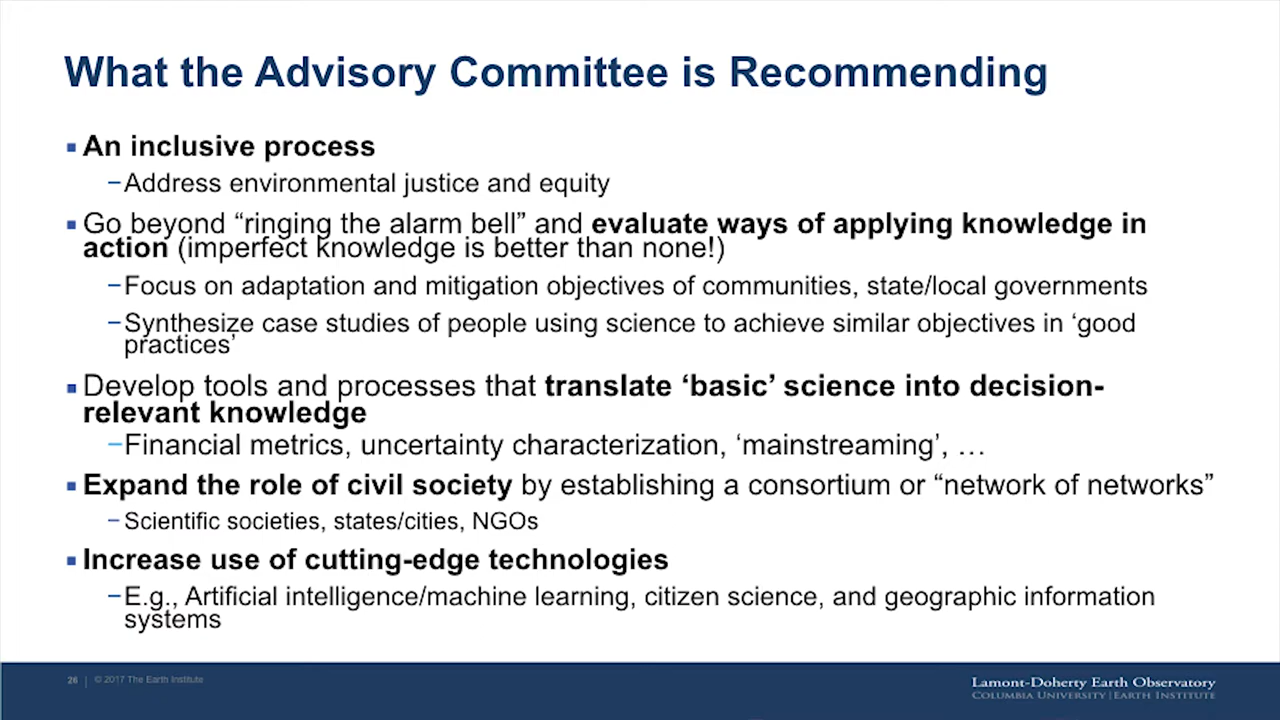 What the Advisory Committee is Recommending
▪ An inclusive process
–Address environmental justice and equity
▪ Go beyond “ringing the alarm bell” and evaluate ways of applying knowledge in
action (imperfect knowledge is better than none!)
–Focus on adaptation and mitigation objectives of communities, state/local governments
–Synthesize case studies of people using science to achieve similar objectives in ‘good
practices’
▪ Develop tools and processes that translate ‘basic’ science into decision-
relevant knowledge
–Financial metrics, uncertainty characterization, ‘mainstreaming’, …
▪ Expand the role of civil society by establishing a consortium or “network of networks”
–Scientific societies, states/cities, NGOs
▪ Increase use of cutting-edge technologies
–E.g., Artificial intelligence/machine learning, citizen science, and geographic information
systems
26 | © 2017 The Earth Institute
Lamont-Doherty Earth Observatory
Columbia University | Earth Institute